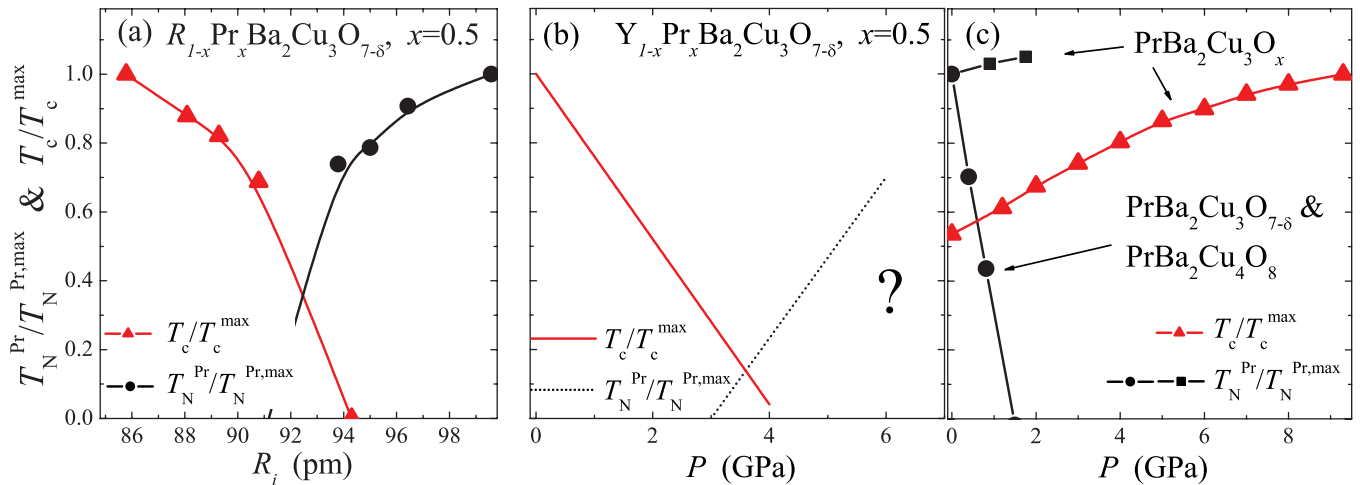 (a) R1-xPrxBa2Cu3O7-δ, x=0.5
(b) Y1-xPrxBa2Cu3O7-δ, x=0.5
(c)
TNPr/TNPr,max & Tc/Tcmax
1.0
0.8
0.6
0.4
0.2
0.0
Tc/Tcmax
TNPr/TNPr,max
86 88 90 92 94 96 98
Ri (pm)
?
Tc/Tcmax
TNPr/TNPr,max
0 2 4 6
P (GPa)
PrBa2Cu3Ox
PrBa2Cu3O7-δ &
PrBa2Cu4O8
Tc/Tcmax
TNPr/TNPr,max
0 2 4 6 8
P (GPa)